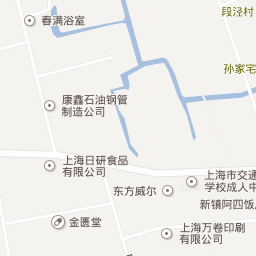 段泾村
春满浴室
孙家宅
康鑫石油钢管
制造公司
上海日研食品
有限公司
上海市交通
学校成人中
东方威尔
新镇阿四饭
金匮堂
上海万卷印刷
有限公司